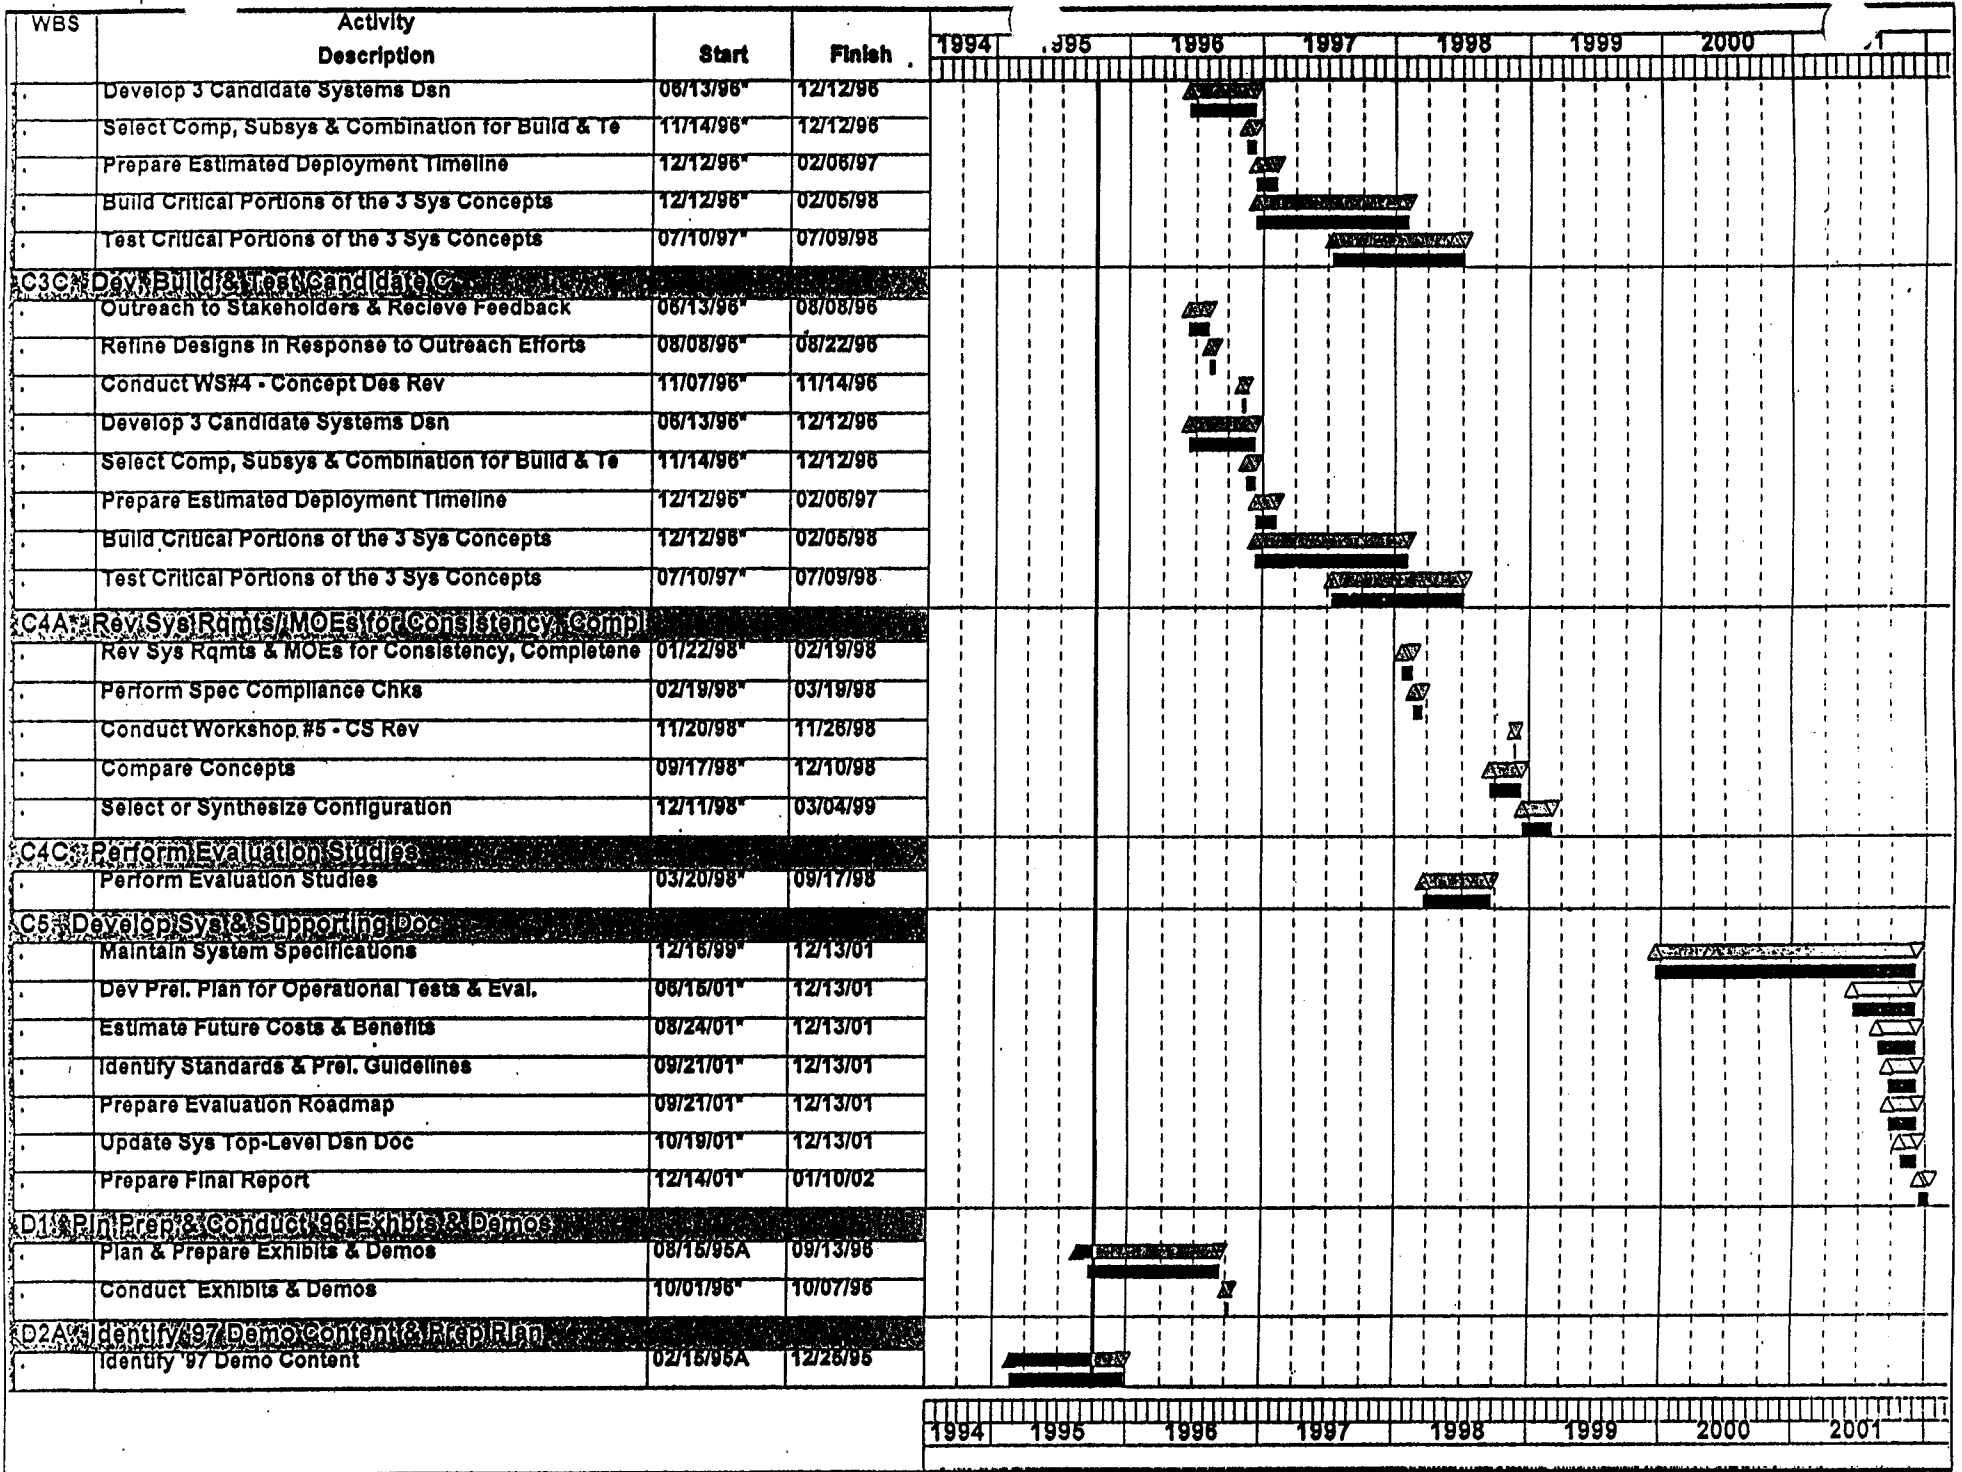 WBS Activity
Description Start Finish
1994 1996 1997 1998 1999 2000
. Develop 3 Candidate Systems Dsn 06/13/96* 12/12/96
. Select Comp, Subsys & Combination for Build & Te 11/14/96* 12/12/96
. Prepare Estimated Deployment Timeline 12/12/96* 02/06/97
. Build Critical Portions of the 3 Sys Concepts 12/12/96* 02/05/98
. Test Critical Portions of the 3 Sys Concepts 07/10/97* 07/09/98
C3C: Dev, Build & Test Candidate C
. Outreach to Stakeholders & Recieve Feedback 06/13/96* 08/08/96
. Refine Designs in Response to Outreach Efforts 08/08/96* 08/22/96
. Conduct WS#4 - Concept Des Rev 11/07/96* 11/14/96
. Develop 3 Candidate Systems Dsn 06/13/96* 12/12/96
. Select Comp, Subsys & Combination for Build & Te 11/14/96* 12/12/96
. Prepare Estimated Deployment Timeline 12/12/96* 02/06/97
. Build Critical Portions of the 3 Sys Concepts 12/12/96* 02/05/98
. Test Critical Portions of the 3 Sys Concepts 07/10/97* 07/09/98
C4A: Rev Sys Rqmts/MOEs for Consistency, Compl
. Rev Sys Rqmts & MOEs for Consistency, Completene 01/22/98* 02/19/98
. Perform Spec Compliance Chks 02/19/98* 03/19/98
. Conduct Workshop #5 - CS Rev 11/20/98* 11/26/98
. Compare Concepts 09/17/98* 12/10/98
. Select or Synthesize Configuration 12/11/98* 03/04/99
C4C: Perform Evaluation Studies
. Perform Evaluation Studies 03/20/98* 09/17/98
C5: Develop Sys & Supporting Doc
. Maintain System Specifications 12/16/99* 12/13/01
. Dev Prel. Plan for Operational Tests & Eval. 06/15/01* 12/13/01
. Estimate Future Costs & Benefits 08/24/01* 12/13/01
. Identify Standards & Prel. Guidelines 09/21/01* 12/13/01
. Prepare Evaluation Roadmap 09/21/01* 12/13/01
. Update Sys Top-Level Dsn Doc 10/19/01* 12/13/01
. Prepare Final Report 12/14/01* 01/10/02
D1: Pln Prep & Conduct '96 Exhbts & Demos
. Plan & Prepare Exhibits & Demos 08/15/95A 09/13/96
. Conduct Exhibits & Demos 10/01/96* 10/07/96
D2A: Identify '97 Demo Content & Prep Plan
. Identify '97 Demo Content 02/15/95A 12/25/95
1994 1995 1996 1997 1998 1999 2000 2001